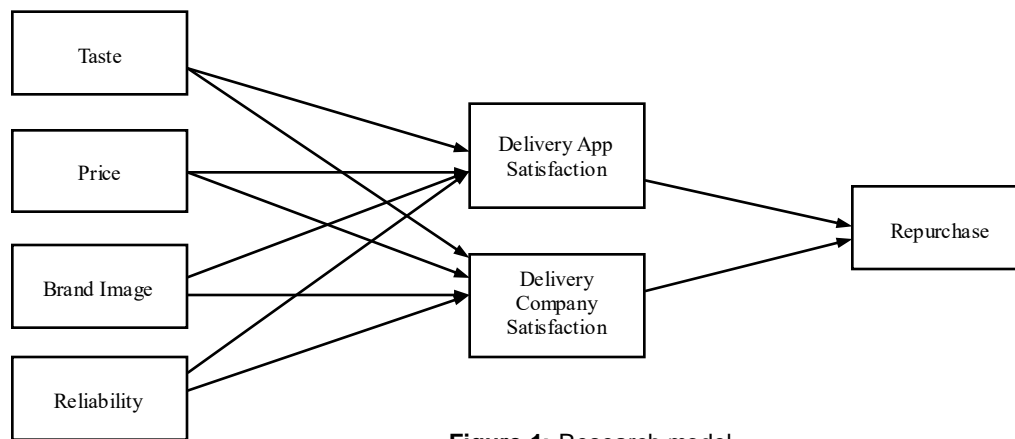 Taste
Price
Brand Image
Reliability
Delivery App
Satisfaction
Delivery
Company
Satisfaction
Repurchase
Figure 1: Research model